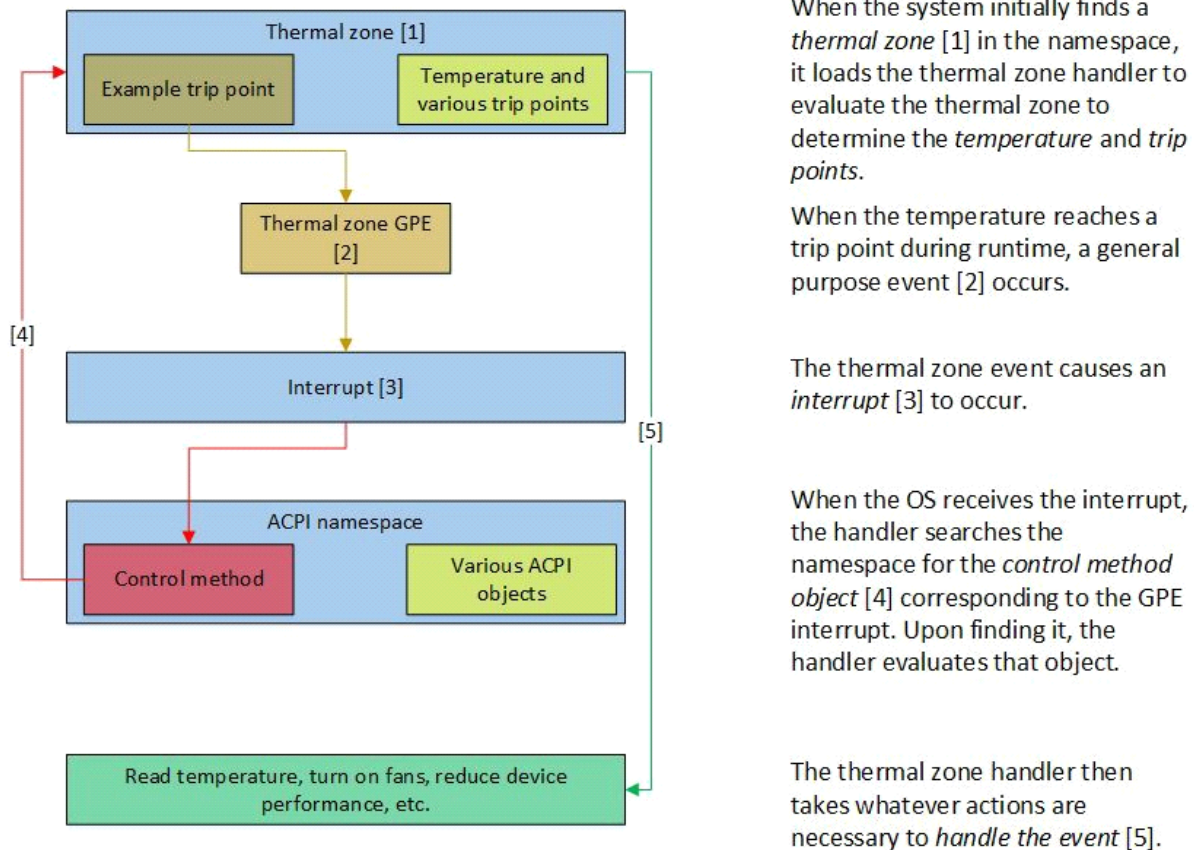 Thermal zone [1]
Example trip point
Temperature and
various trip points
Thermal zone GPE
[2]
[4]
Interrupt [3]
[5]
ACPI namespace
Control method
Various ACPI
objects
Read temperature, turn on fans, reduce device
performance, etc.
When the system initially finds a
thermal zone [1] in the namespace,
it loads the thermal zone handler to
evaluate the thermal zone to
determine the temperature and trip
points.
When the temperature reaches a
trip point during runtime, a general
purpose event [2] occurs.
The thermal zone event causes an
interrupt [3] to occur.
When the OS receives the interrupt,
the handler searches the
namespace for the control method
object [4] corresponding to the GPE
interrupt. Upon finding it, the
handler evaluates that object.
The thermal zone handler then
takes whatever actions are
necessary to handle the event [5].